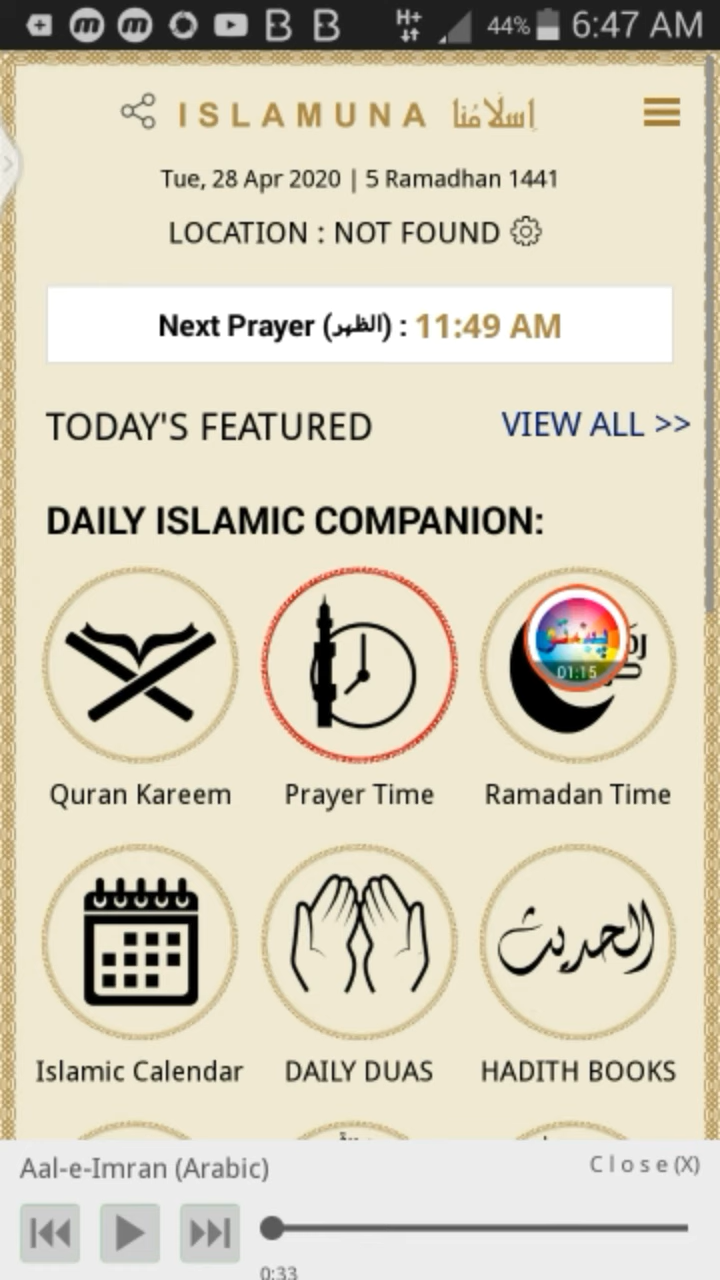 44% 6:47 AM
ISLAMUNA إسلامنا
Tue, 28 Apr 2020 | 5 Ramadhan 1441
LOCATION : NOT FOUND
Next Prayer (الظهر) : 11:49 AM
TODAY'S FEATURED
VIEW ALL >>
DAILY ISLAMIC COMPANION:
پښتو
01:15
Quran Kareem
Prayer Time
Ramadan Time
الحديث
Islamic Calendar
DAILY DUAS
HADITH BOOKS
Aal-e-Imran (Arabic)
Close(X)
0:33